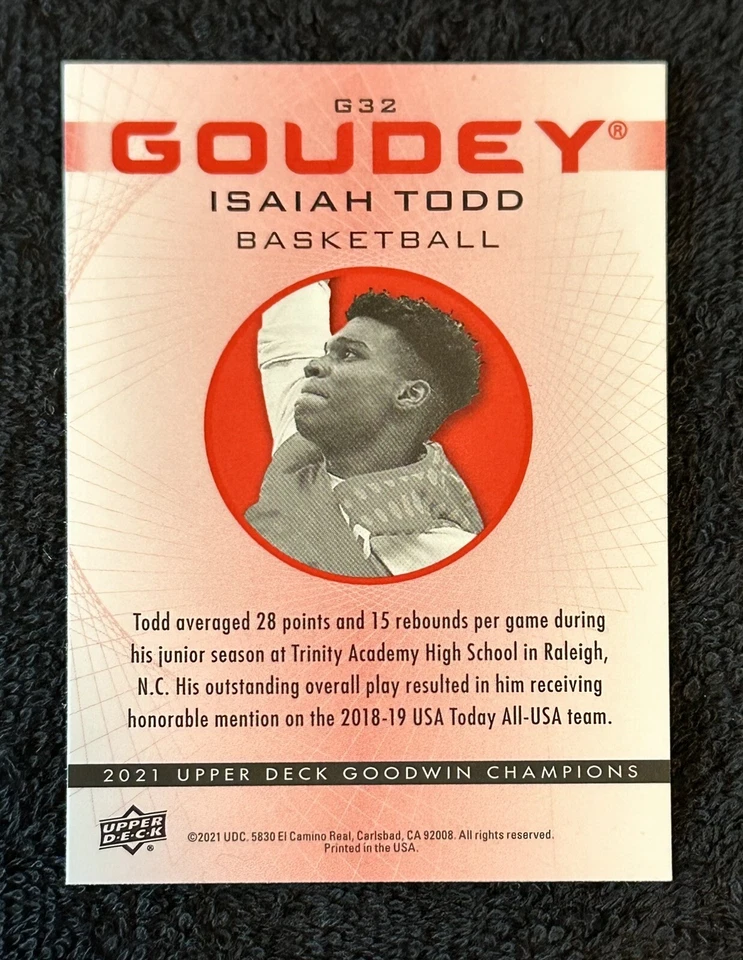 G32
GOUDEY®
ISAIAH TODD
BASKETBALL
Todd averaged 28 points and 15 rebounds per game during
his junior season at Trinity Academy High School in Raleigh,
N.C. His outstanding overall play resulted in him receiving
honorable mention on the 2018-19 USA Today All-USA team.
2021 UPPER DECK GOODWIN CHAMPIONS
UPPER
D·E·C·K®
©2021 UDC. 5830 El Camino Real, Carlsbad, CA 92008. All rights reserved.
Printed in the USA.